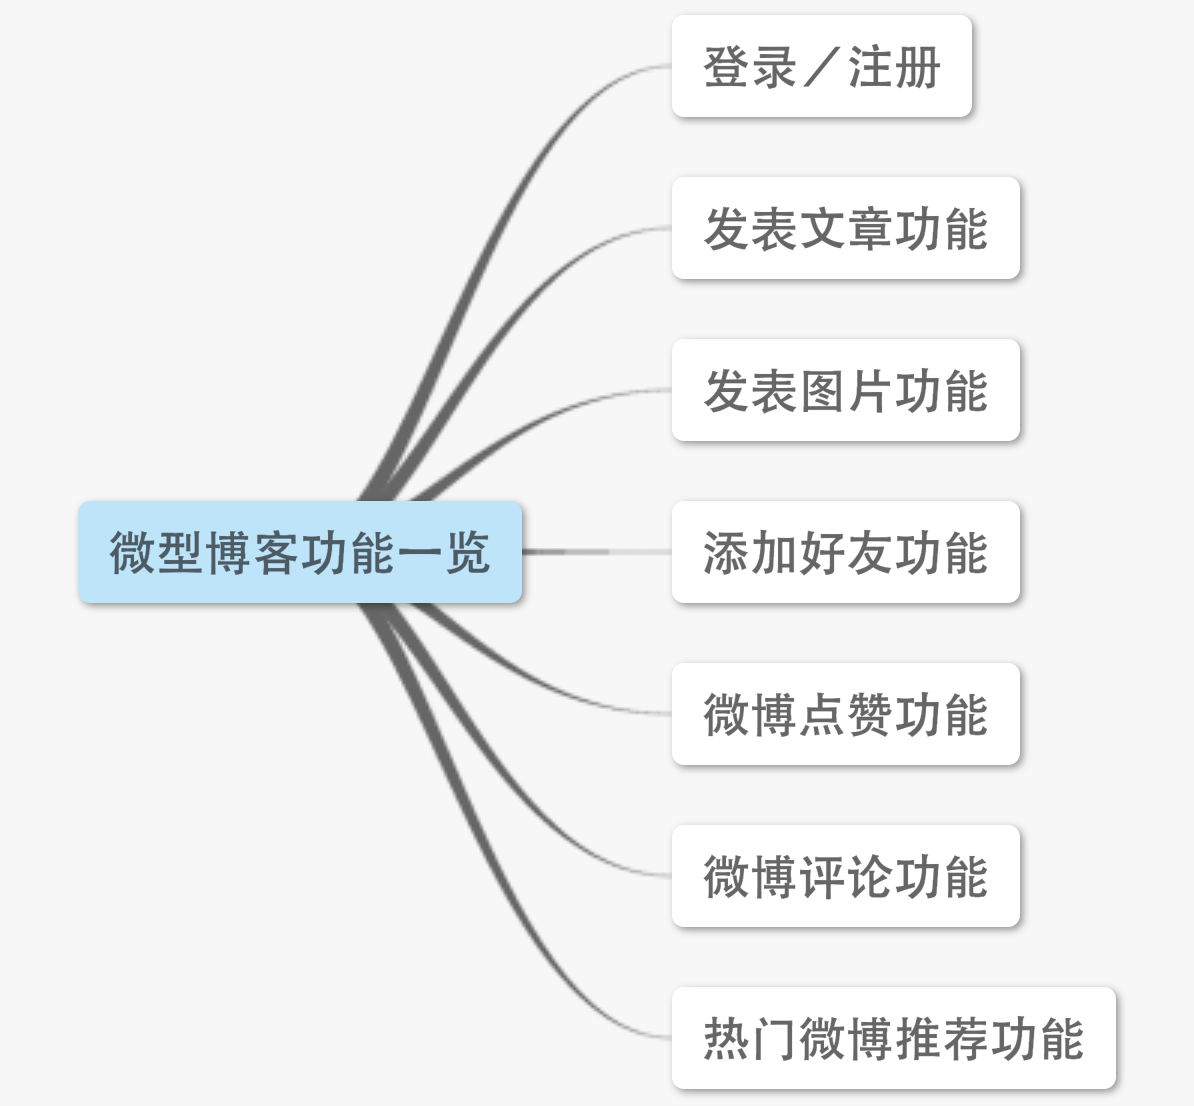 登录／注册
发表文章功能
发表图片功能
微型博客功能一览
添加好友功能
微博点赞功能
微博评论功能
热门微博推荐功能